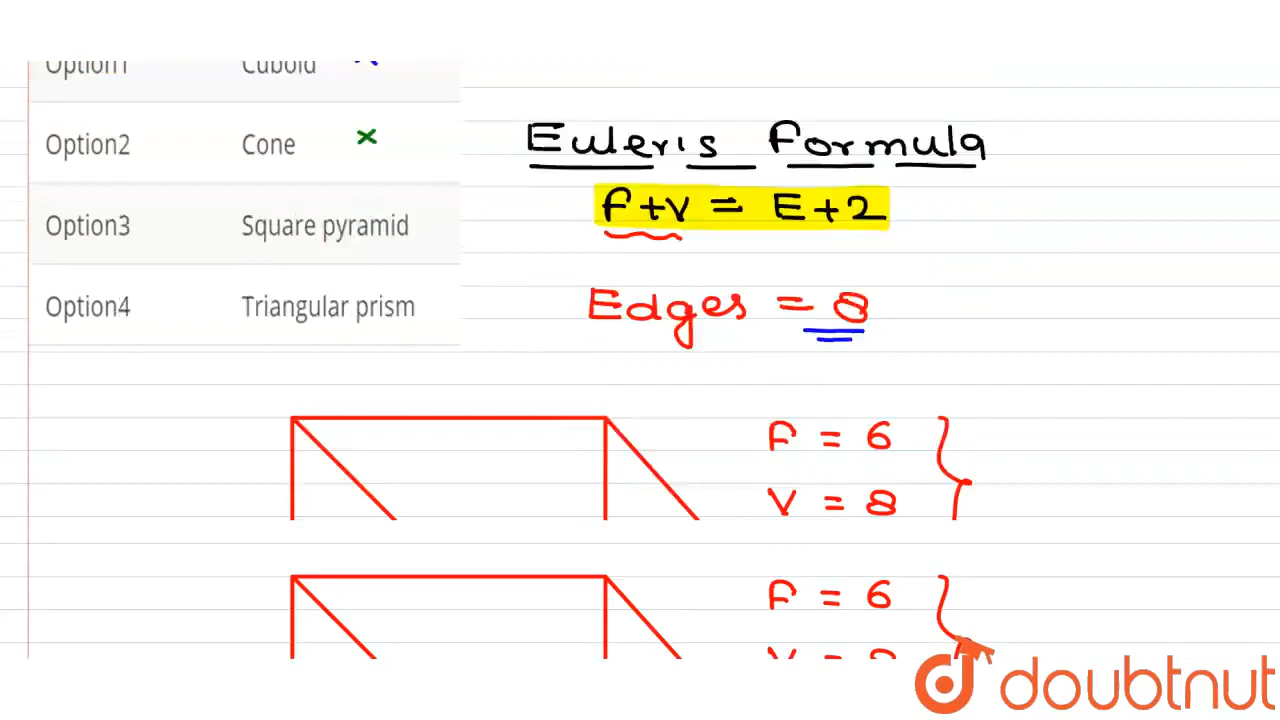 Option1 Cuboid
Option2 Cone ×
Option3 Square pyramid
Option4 Triangular prism
Euler's Formula
F+V = E+2
Edges = 8
F = 6
V = 8
F = 6
doubtnut